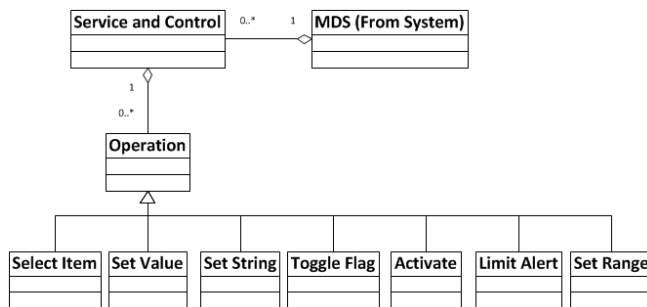 Service and Control
0..*
1
MDS (From System)
1
0..*
Operation
Select Item
Set Value
Set String
Toggle Flag
Activate
Limit Alert
Set Range